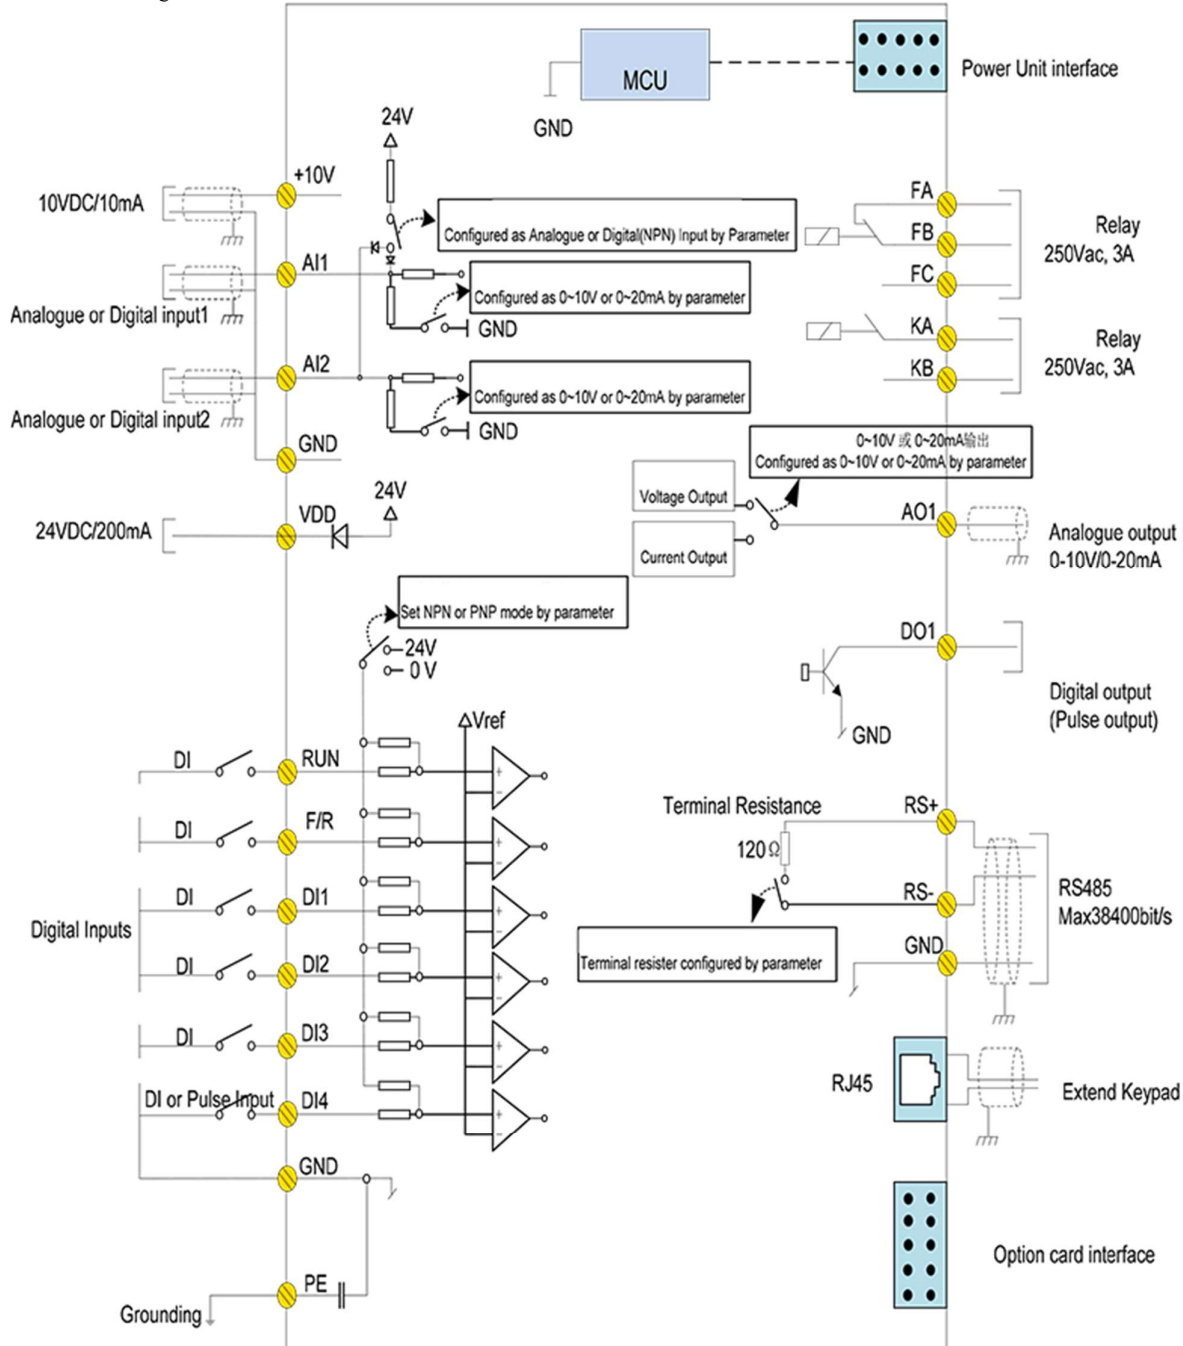 MCU
Power Unit interface
GND
24V
+10V
10VDC/10mA
Configured as Analogue or Digital(NPN) Input by Parameter
FA
FB
FC
Relay
250Vac, 3A
AI1
Configured as 0~10V or 0~20mA by parameter
Analogue or Digital input1
GND
KA
KB
Relay
250Vac, 3A
AI2
Configured as 0~10V or 0~20mA by parameter
Analogue or Digital input2
GND
GND
0~10V 或 0~20mA输出
Configured as 0~10V or 0~20mA by parameter
Voltage Output
Current Output
AO1
Analogue output
0-10V/0-20mA
24V
VDD
24VDC/200mA
Set NPN or PNP mode by parameter
24V
0 V
DO1
Digital output
(Pulse output)
GND
Vref
DI
RUN
DI
F/R
DI
DI1
Digital Inputs
DI
DI2
DI
DI3
DI or Pulse Input
DI4
GND
PE
Grounding
Terminal Resistance
120Ω
RS+
RS-
GND
RS485
Max38400bit/s
Terminal resister configured by parameter
RJ45
Extend Keypad
Option card interface